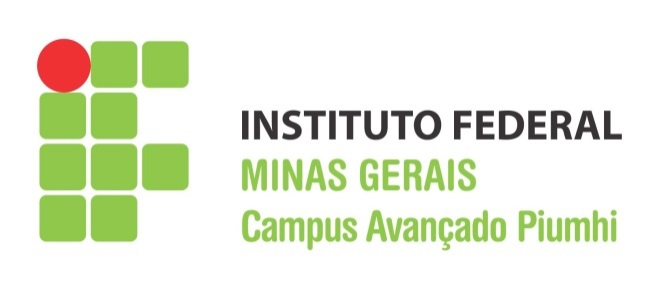 INSTITUTO FEDERAL
MINAS GERAIS
Campus Avançado Piumhi